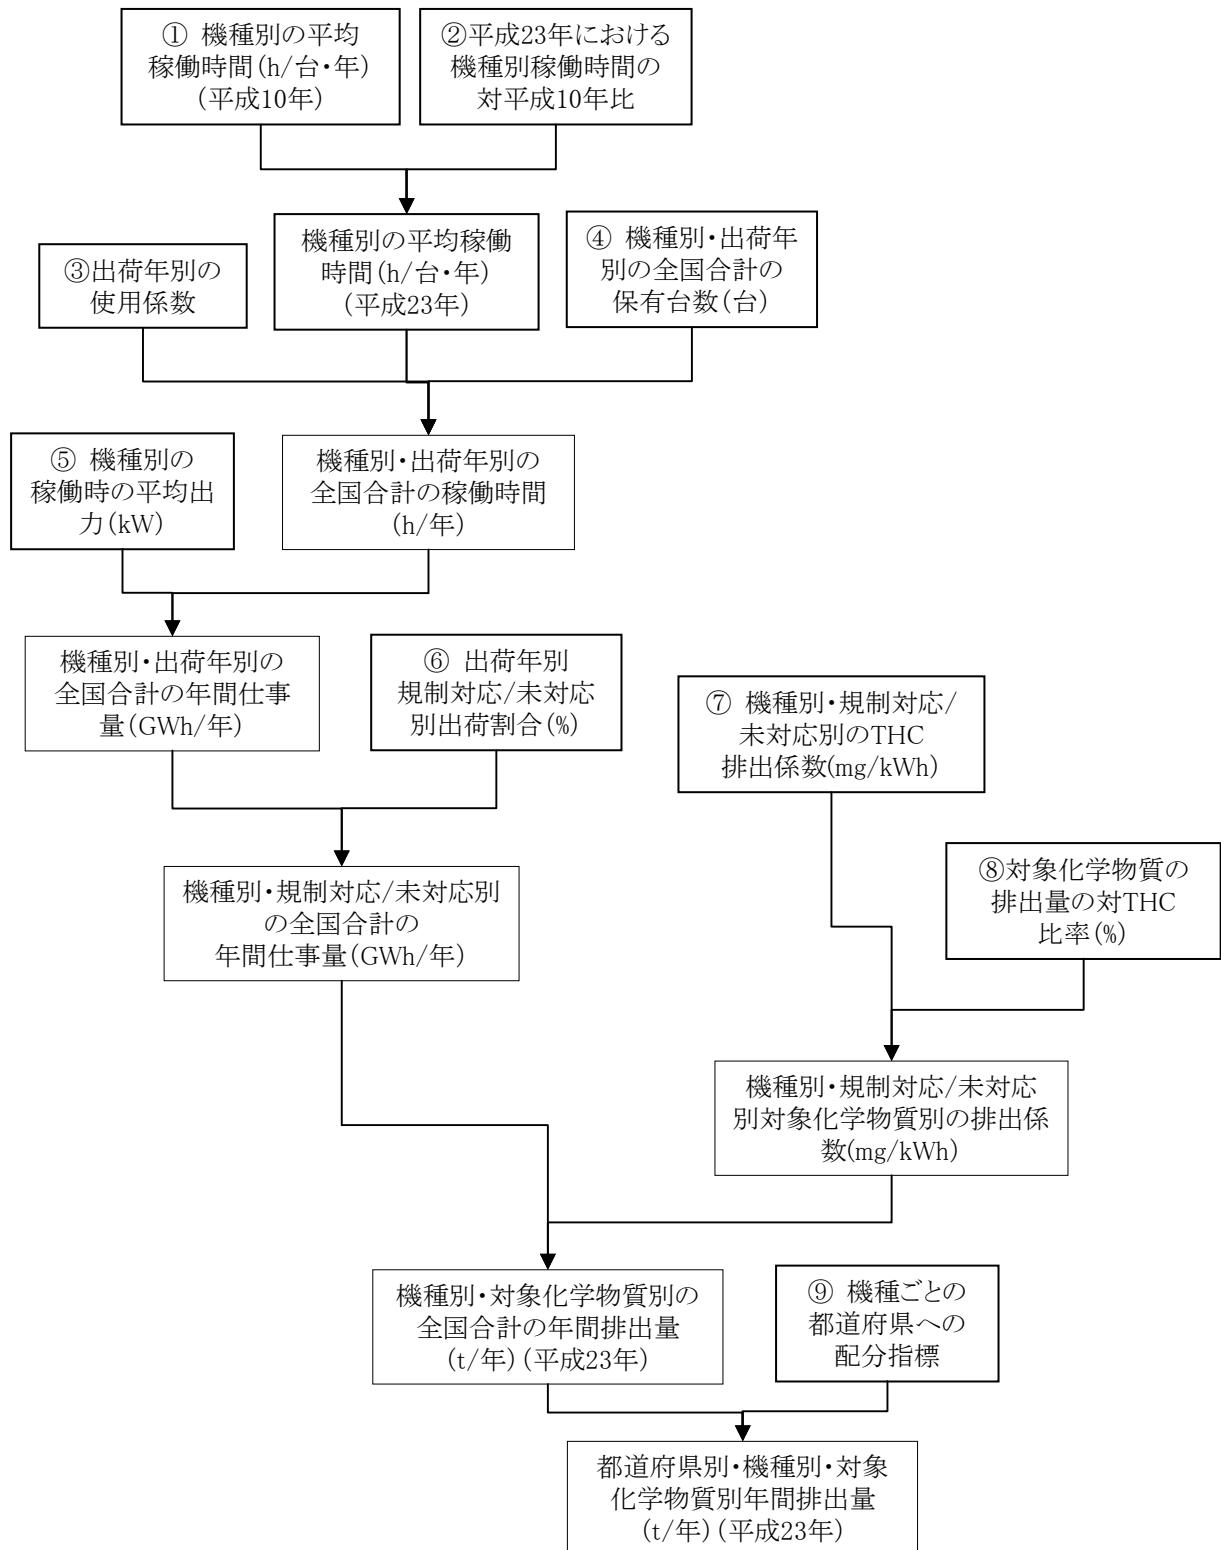 ① 機種別の平均
稼働時間(h/台・年)
(平成10年)
②平成23年における
機種別稼働時間の
対平成10年比
③出荷年別の
使用係数
機種別の平均稼働
時間(h/台・年)
(平成23年)
④ 機種別・出荷年
別の全国合計の
保有台数(台)
⑤ 機種別の
稼働時の平均出
力(kW)
機種別・出荷年別の
全国合計の稼働時間
(h/年)
機種別・出荷年別の
全国合計の年間仕事
量(GWh/年)
⑥ 出荷年別
規制対応/未対応
別出荷割合(%)
⑦ 機種別・規制対応/
未対応別のTHC
排出係数(mg/kWh)
機種別・規制対応/未対応別
の全国合計の
年間仕事量(GWh/年)
⑧対象化学物質の
排出量の対THC
比率(%)
機種別・規制対応/未対応
別対象化学物質別の排出係
数(mg/kWh)
機種別・対象化学物質別の
全国合計の年間排出量
(t/年)(平成23年)
⑨ 機種ごとの
都道府県への
配分指標
都道府県別・機種別・対象
化学物質別年間排出量
(t/年)(平成23年)